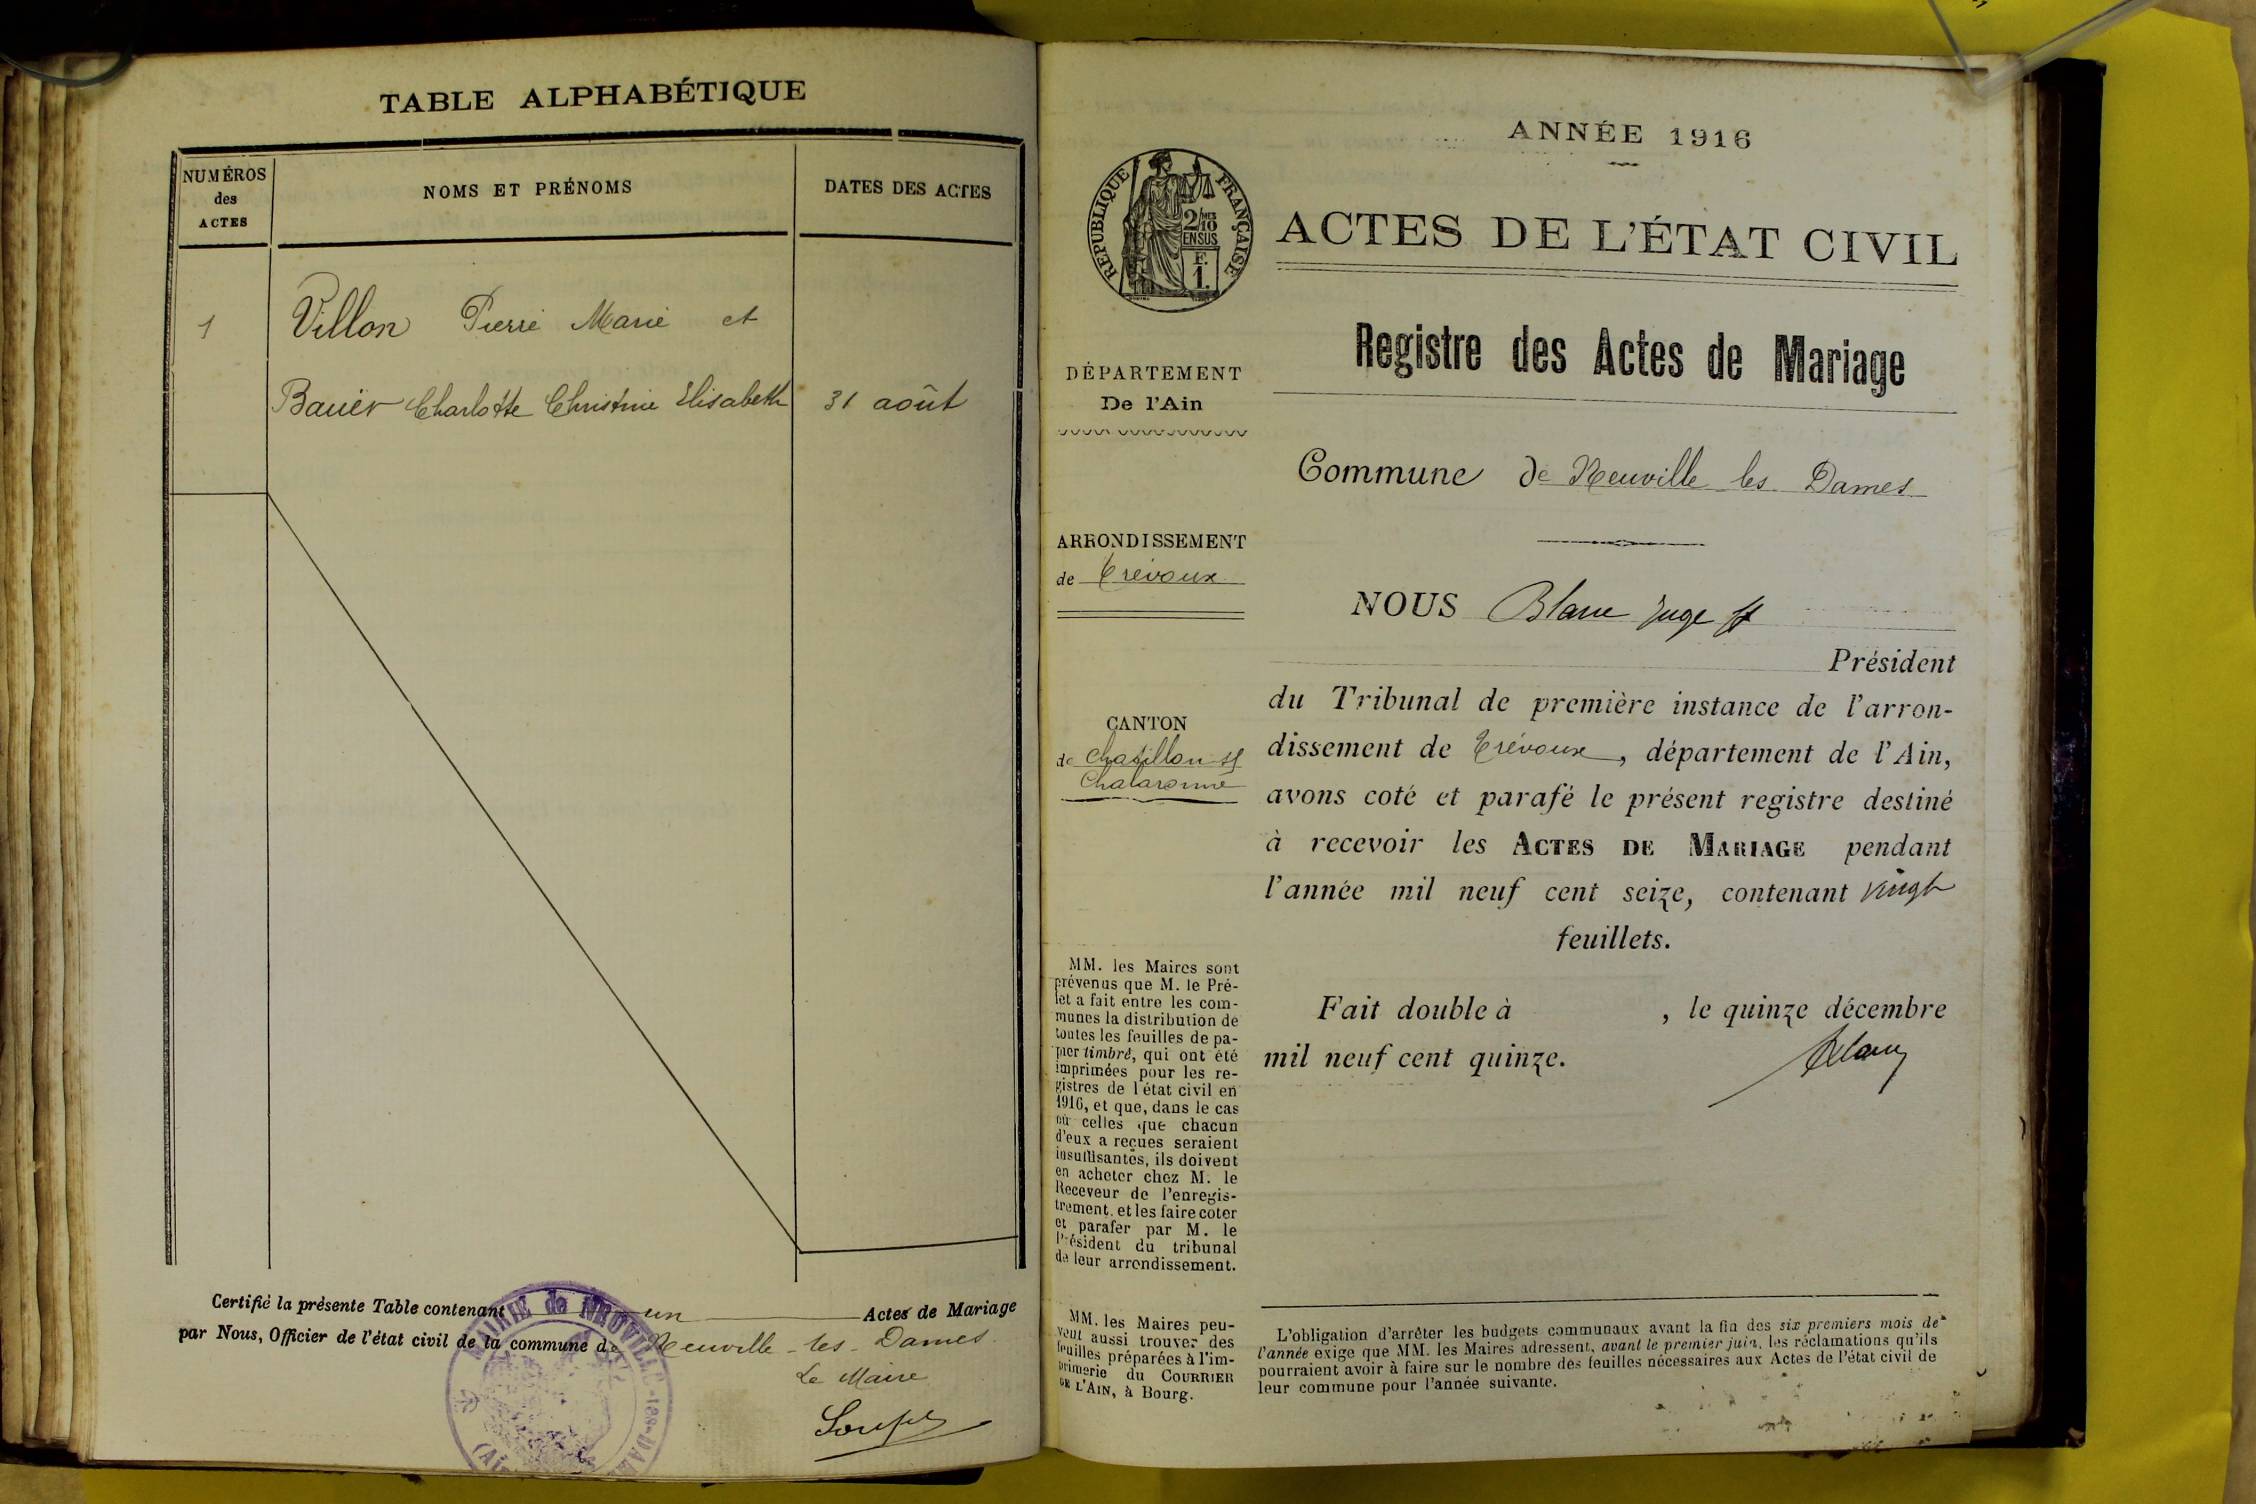 TABLE ALPHABÉTIQUE
NUMÉROS
des
ACTES
NOMS ET PRÉNOMS
DATES DES ACTES
1
Villon Pierre Marie et
Bauër Charlotte Christine Elisabeth
31 août
Certifié la présente Table contenant un Actes de Mariage
par Nous, Officier de l'état civil de la commune de Neuville-les-Dames
Le Maire
MAIRIE de NEUVILLE-les-DAMES
(Ain
ANNÉE 1916
RÉPUBLIQUE FRANÇAISE
2/MES
10
EN SUS
F.
1.
ACTES DE L'ÉTAT CIVIL
Registre des Actes de Mariage
DÉPARTEMENT
De l'Ain
Commune de Neuville les Dames
ARRONDISSEMENT
de Trévoux
CANTON
de Chatillon s/
Chalaronne
MM. les Maires sont
prévenus que M. le Pré-
fet a fait entre les com-
munes la distribution de
toutes les feuilles de pa-
pier timbré, qui ont été
imprimées pour les re-
gistres de l'état civil en
1916, et que, dans le cas
où celles que chacun
d'eux a reçues seraient
insuffisantes, ils doivent
en acheter chez M. le
Receveur de l'enregis-
trement, et les faire coter
et parafer par M. le
Président du tribunal
de leur arrondissement.
MM. les Maires peu-
vent aussi trouver des
feuilles préparées à l'im-
primerie du COURRIER
DE L'AIN, à Bourg.
NOUS Blanc Juge ff
Président
du Tribunal de première instance de l'arron-
dissement de Trévoux, département de l'Ain,
avons coté et parafé le présent registre destiné
à recevoir les ACTES DE MARIAGE pendant
l'année mil neuf cent seize, contenant vingt
feuillets.
Fait double à , le quinze décembre
mil neuf cent quinze.
Blanc
L'obligation d'arrêter les budgets communaux avant la fin des six premiers mois de
l'année exige que MM. les Maires adressent, avant le premier juin, les réclamations qu'ils
pourraient avoir à faire sur le nombre des feuilles nécessaires aux Actes de l'état civil de
leur commune pour l'année suivante.